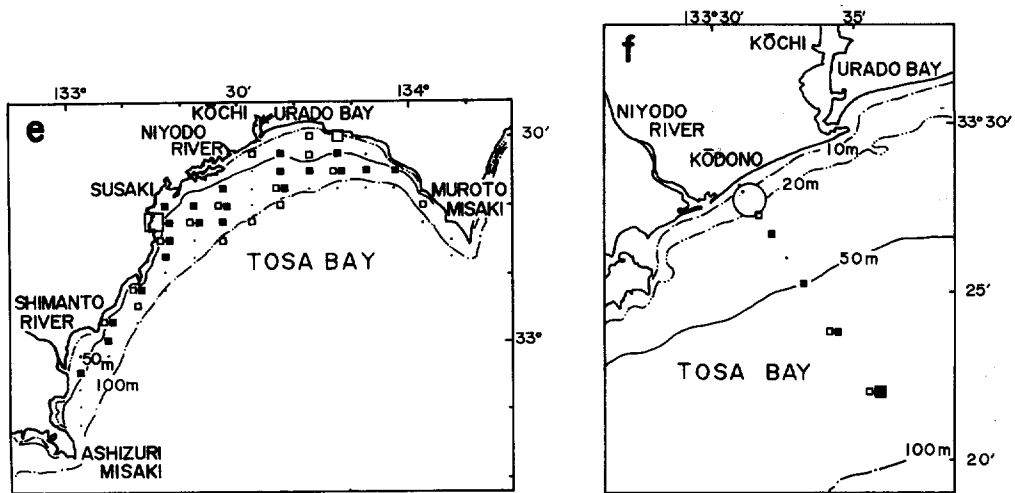 e
133°
30'
134°
KŌCHI
URADO BAY
NIYODO
RIVER
30'
SUSAKI
MUROTO
MISAKI
TOSA BAY
SHIMANTO
RIVER
33°
50m
100m
ASHIZURI
MISAKI
f
133°30'
35'
KŌCHI
URADO BAY
NIYODO
RIVER
33°30'
KŌDONO
10m
20m
50m
25'
TOSA BAY
100m
20'